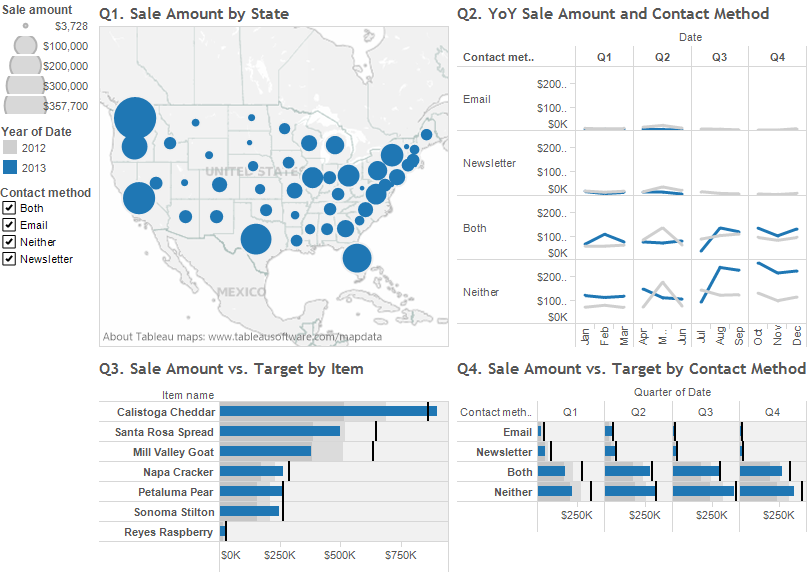 Sale amount
$3,728
$100,000
$200,000
$300,000
$357,700
Year of Date
2012
2013
Contact method
Both
Email
Neither
Newsletter
Q1. Sale Amount by State
UNITED STATES
MEXICO
About Tableau maps: www.tableausoftware.com/mapdata
Q2. YoY Sale Amount and Contact Method
Date
Contact met.. Q1 Q2 Q3 Q4
Email
$200..
$100..
$0K
Newsletter
$200..
$100..
$0K
Both
$200..
$100..
$0K
Neither
$200..
$100..
$0K
Jan Feb Mar Apr M.. Jun Jul Aug Sep Oct Nov Dec
Q3. Sale Amount vs. Target by Item
Item name
Calistoga Cheddar
Santa Rosa Spread
Mill Valley Goat
Napa Cracker
Petaluma Pear
Sonoma Stilton
Reyes Raspberry
$0K $250K $500K $750K
Q4. Sale Amount vs. Target by Contact Method
Quarter of Date
Contact meth.. Q1 Q2 Q3 Q4
Email
Newsletter
Both
Neither
$250K $250K $250K $250K